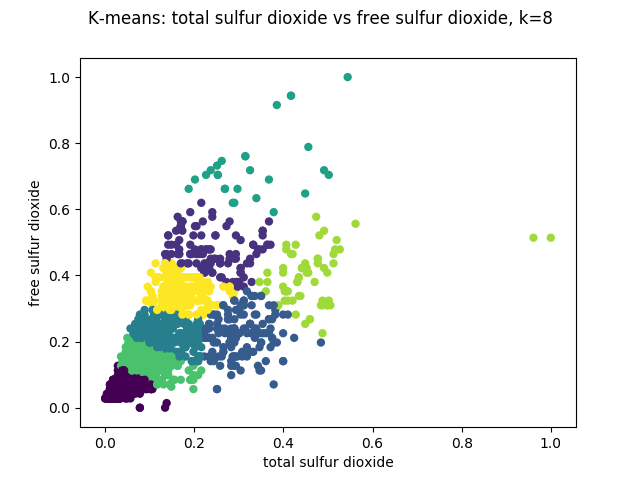 K-means: total sulfur dioxide vs free sulfur dioxide, k=8
free sulfur dioxide
1.0
0.8
0.6
0.4
0.2
0.0
0.0 0.2 0.4 0.6 0.8 1.0
total sulfur dioxide